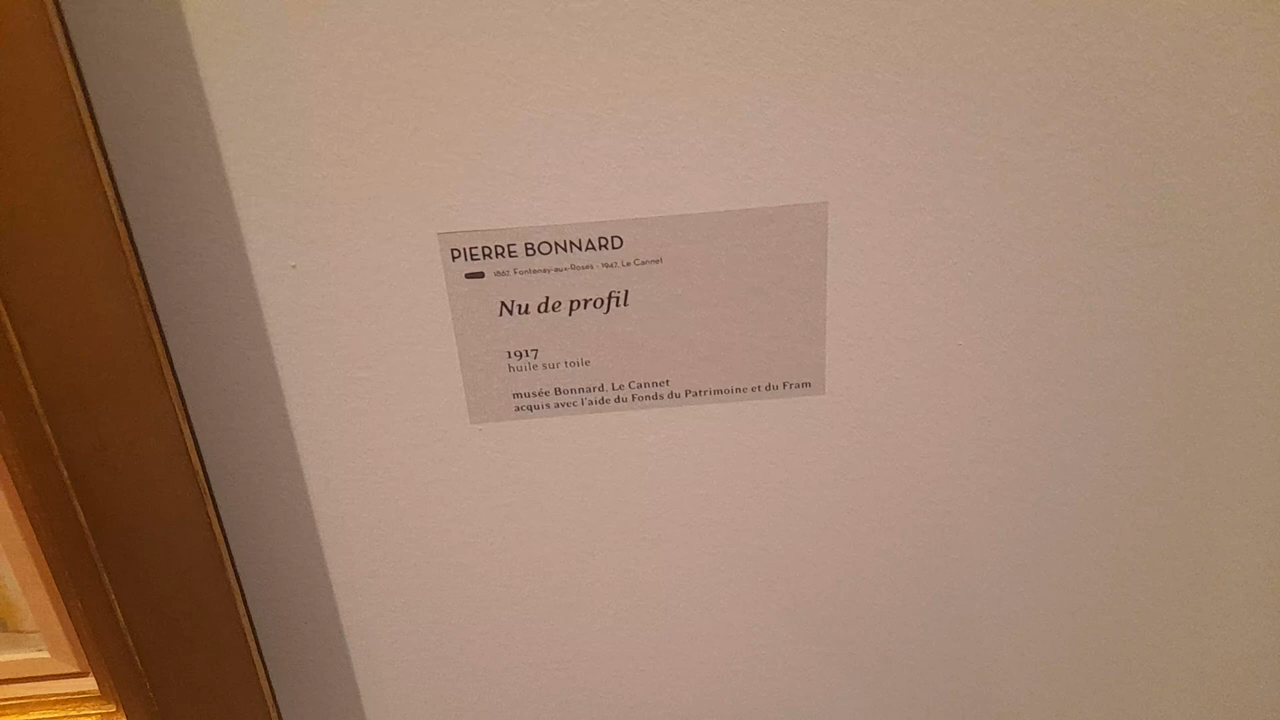 PIERRE BONNARD
1867, Fontenay-aux-Roses - 1947, Le Cannet
Nu de profil
1917
huile sur toile
musée Bonnard, Le Cannet
acquis avec l'aide du Fonds du Patrimoine et du Fram